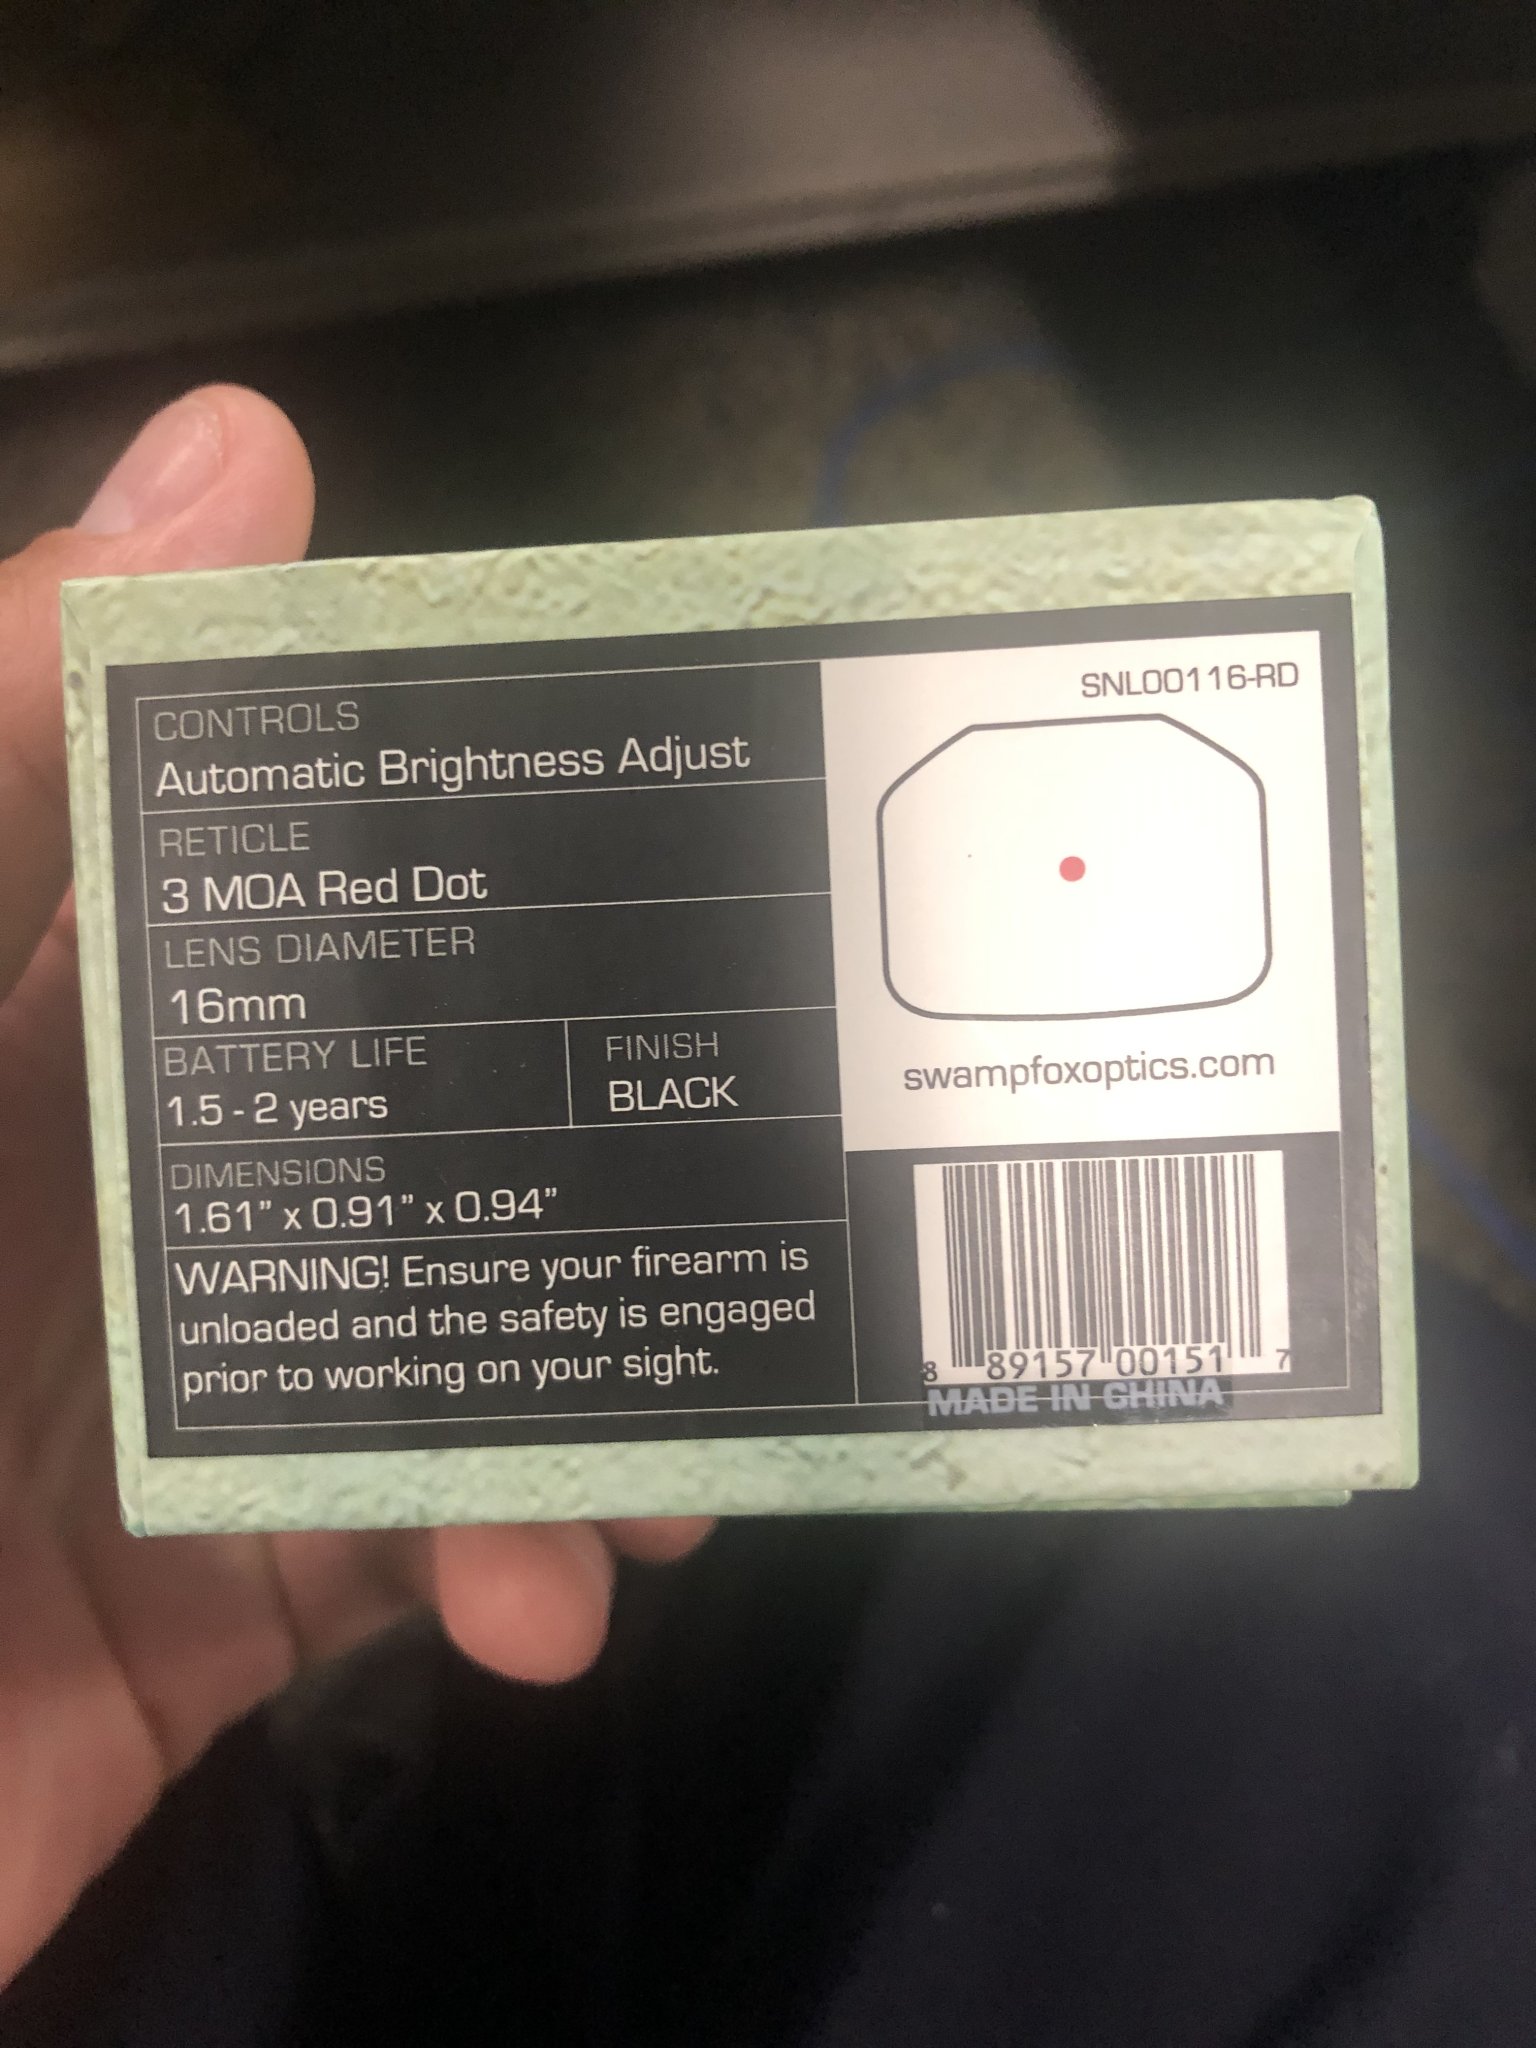 CONTROLS
Automatic Brightness Adjust
RETICLE
3 MOA Red Dot
LENS DIAMETER
16mm
BATTERY LIFE
1.5 - 2 years
FINISH
BLACK
DIMENSIONS
1.61” x 0.91” x 0.94”
WARNING! Ensure your firearm is
unloaded and the safety is engaged
prior to working on your sight.
SNL00116-RD
swampfoxoptics.com
8 89157 00151 7
MADE IN CHINA